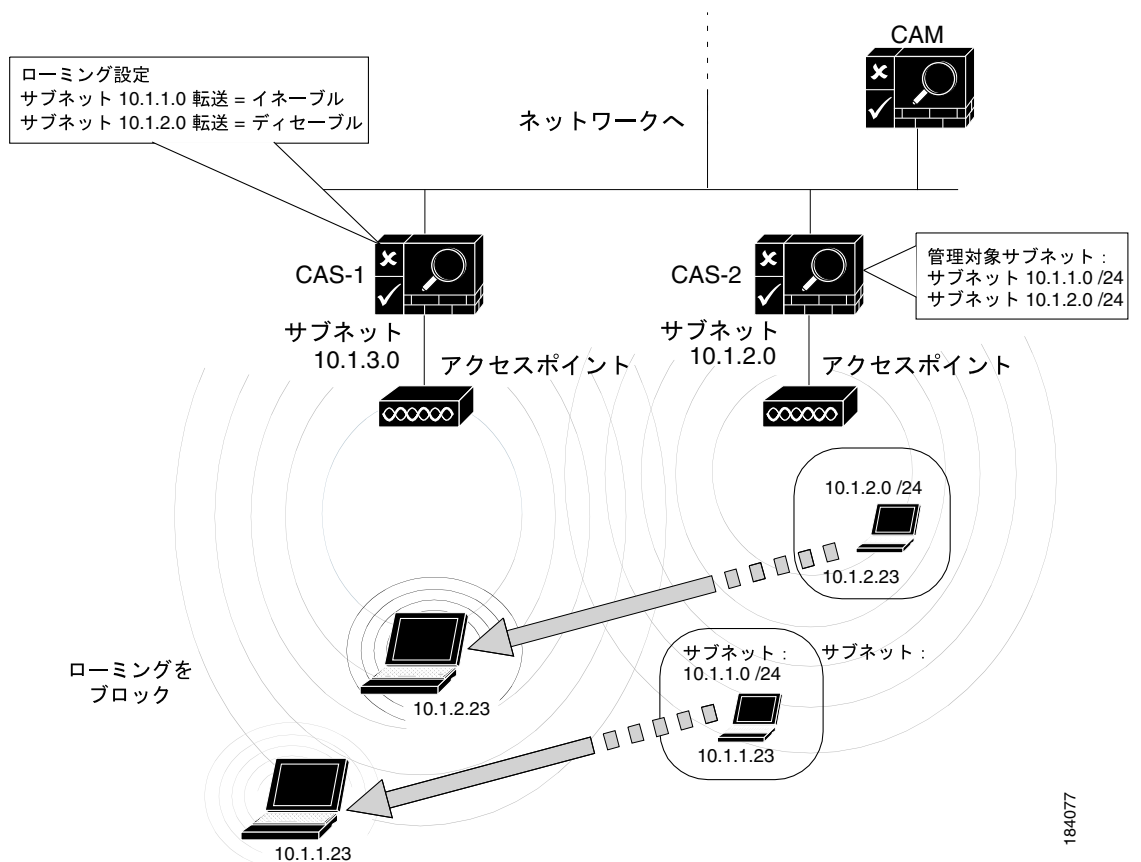 CAM
ローミング設定
サブネット 10.1.1.0 転送 = イネーブル
サブネット 10.1.2.0 転送 = ディセーブル
ネットワークへ
CAS-1
CAS-2
管理対象サブネット：
サブネット 10.1.1.0 /24
サブネット 10.1.2.0 /24
サブネット
10.1.3.0
アクセスポイント
サブネット
10.1.2.0
アクセスポイント
10.1.2.0 /24
10.1.2.23
サブネット：
10.1.1.0 /24
サブネット：
10.1.1.23
ローミングを
ブロック
10.1.2.23
10.1.1.23
184077